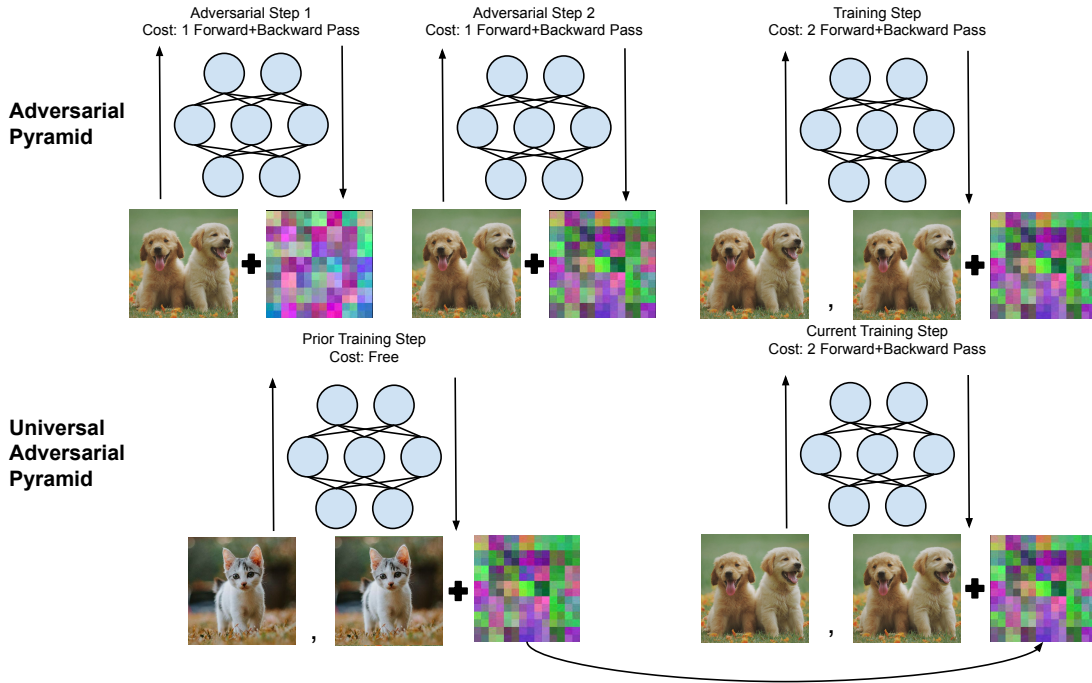 Adversarial Step 1
Cost: 1 Forward+Backward Pass
Adversarial Step 2
Cost: 1 Forward+Backward Pass
Training Step
Cost: 2 Forward+Backward Pass
Adversarial
Pyramid
,
Prior Training Step
Cost: Free
Current Training Step
Cost: 2 Forward+Backward Pass
Universal
Adversarial
Pyramid
,
,